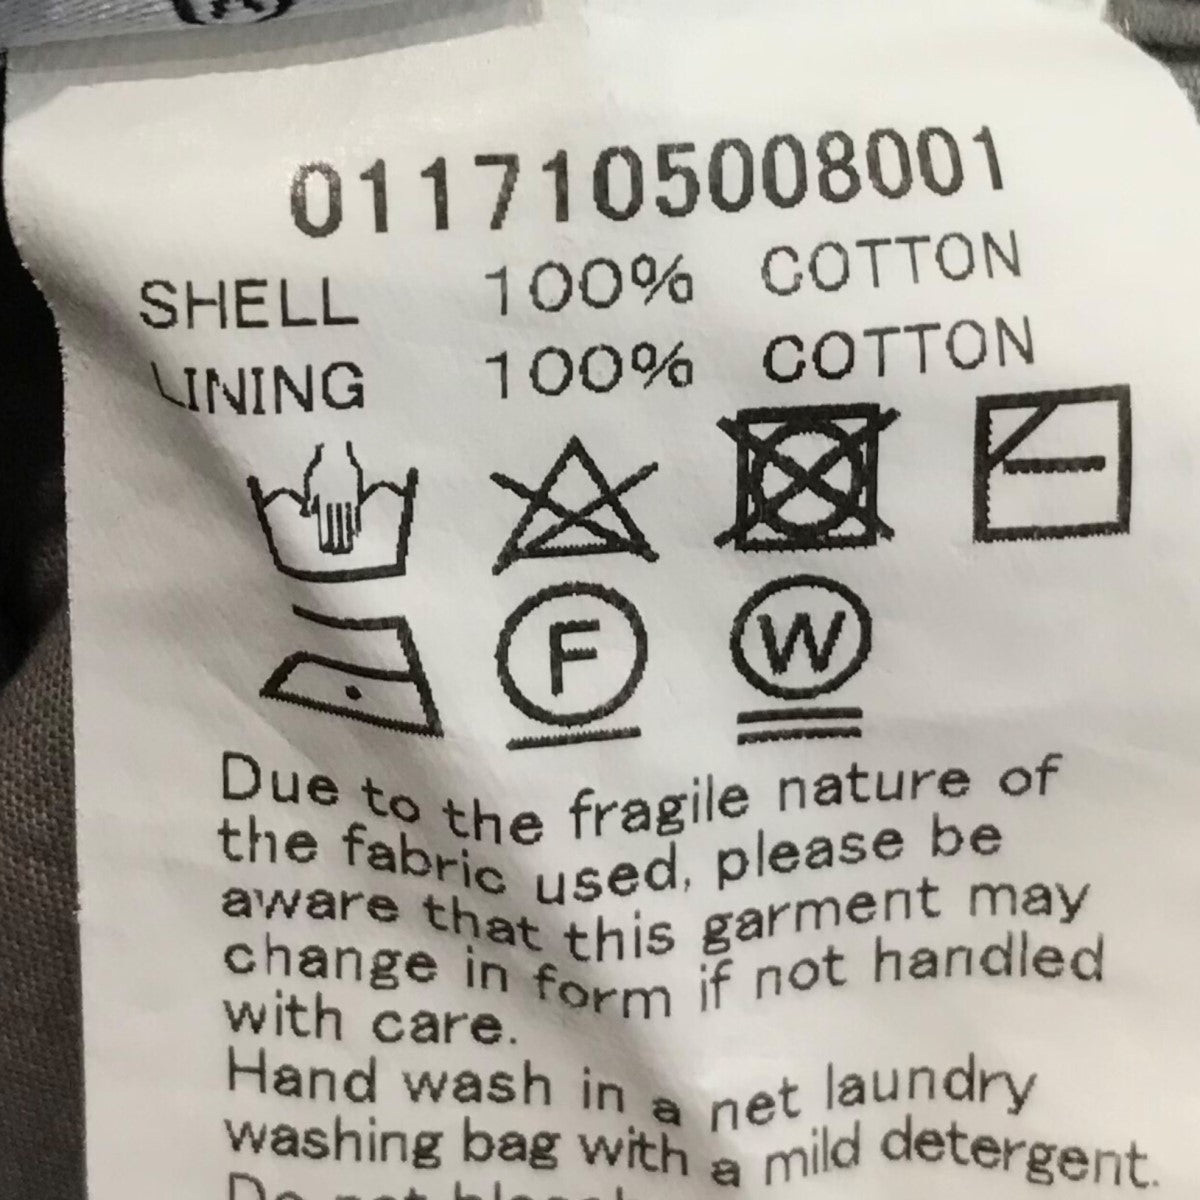 0117105008001
SHELL 100% COTTON
LINING 100% COTTON
F W
Due to the fragile nature of
the fabric used, please be
aware that this garment may
change in form if not handled
with care.
Hand wash in a net laundry
washing bag with a mild detergent.
Do not